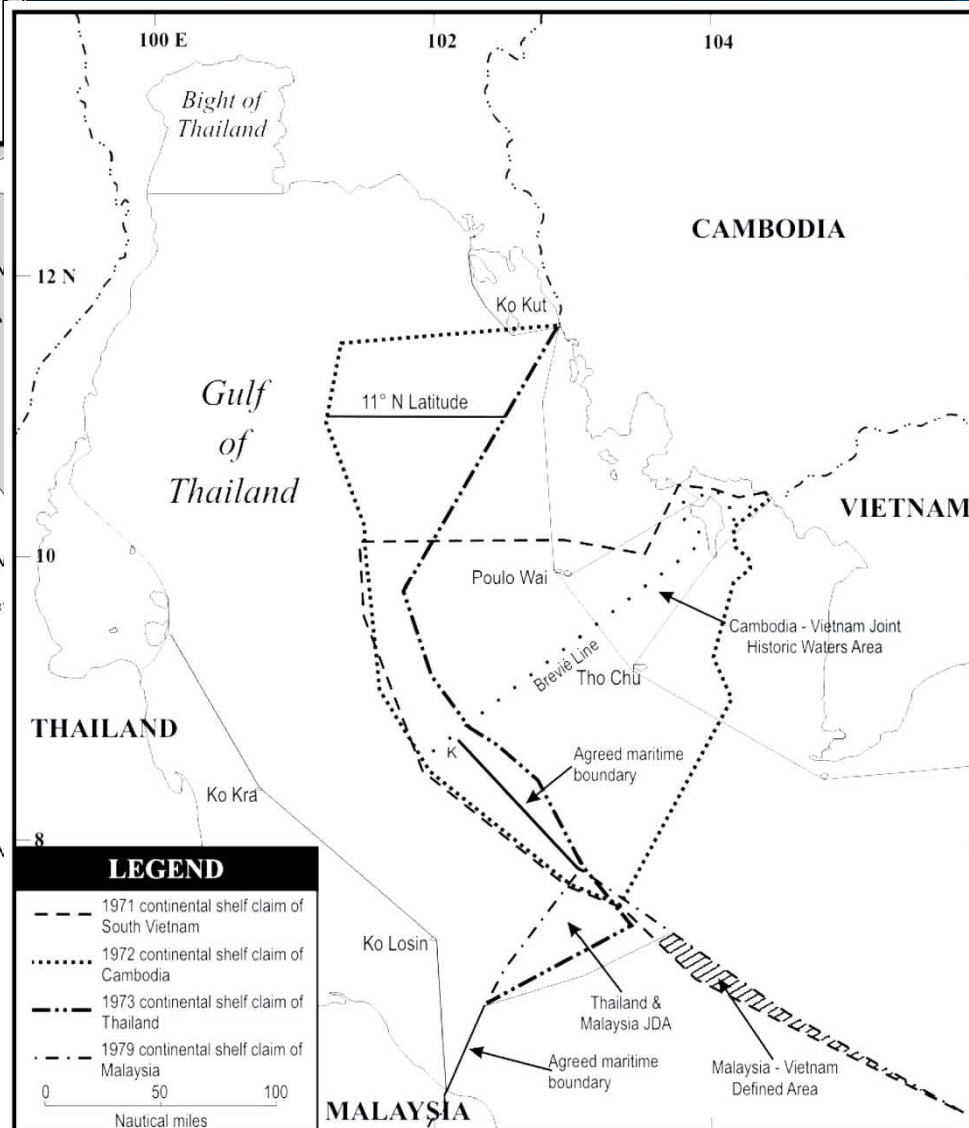 100 E
102
104
Bight of
Thailand
CAMBODIA
12 N
Ko Kut
Gulf
of
Thailand
11° N Latitude
VIETNAM
10
Poulo Wai
Cambodia - Vietnam Joint
Historic Waters Area
Brevié Line
Tho Chu
THAILAND
K
Agreed maritime
boundary
Ko Kra
8
LEGEND
1971 continental shelf claim of
South Vietnam
1972 continental shelf claim of
Cambodia
1973 continental shelf claim of
Thailand
1979 continental shelf claim of
Malaysia
0 50 100
Nautical miles
Ko Losin
Thailand &
Malaysia JDA
Agreed maritime
boundary
Malaysia - Vietnam
Defined Area
MALAYSIA